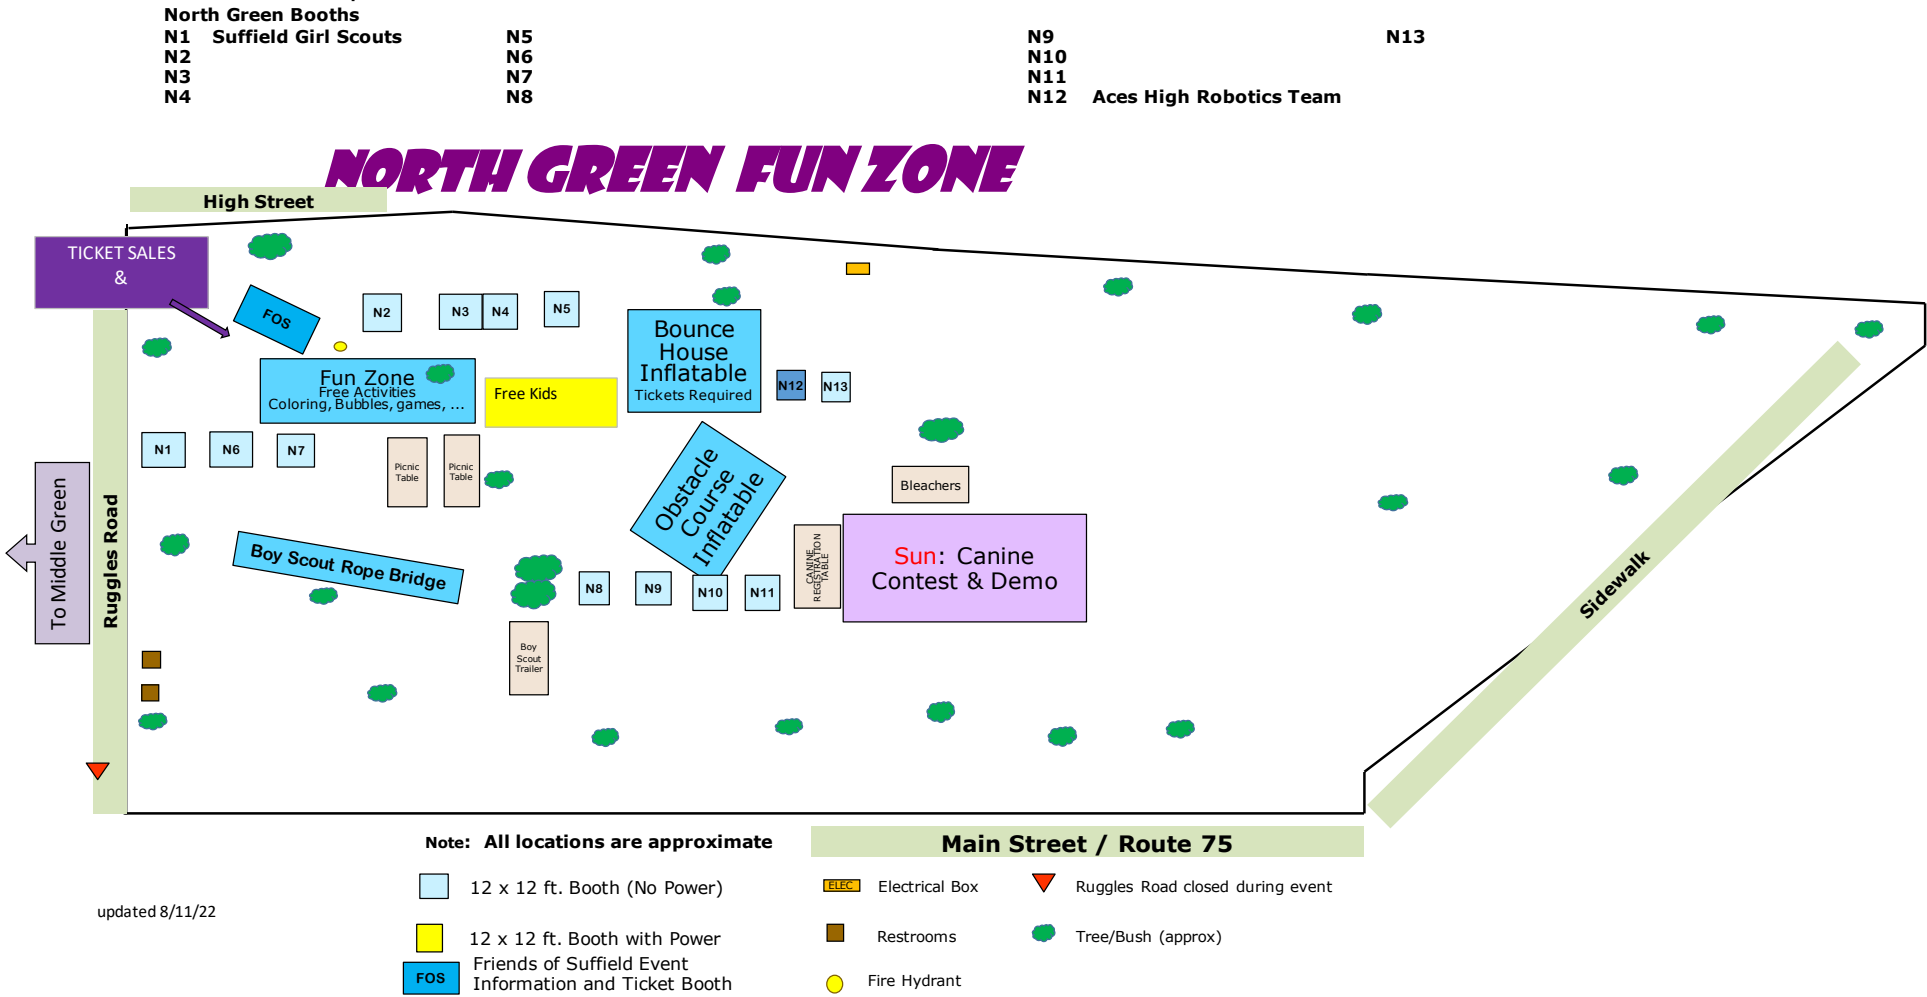 North Green Booths
N1 Suffield Girl Scouts N5 N9 N13
N2 N6 N10
N3 N7 N11
N4 N8 N12 Aces High Robotics Team
NORTH GREEN FUN ZONE
High Street
TICKET SALES
&
FOS
N2
N3
N4
N5
Bounce
House
Inflatable
Tickets Required
Fun Zone
Free Activities
Coloring, Bubbles, games, ...
Free Kids
N12
N13
N1
N6
N7
Picnic
Table
Picnic
Table
Obstacle
Course
Inflatable
Bleachers
To Middle Green
Ruggles Road
Boy Scout Rope Bridge
N8
N9
N10
N11
CANINE
REGISTRATION
TABLE
Sun: Canine
Contest & Demo
Sidewalk
Boy
Scout
Trailer
Note: All locations are approximate
Main Street / Route 75
12 x 12 ft. Booth (No Power)
ELEC Electrical Box
Ruggles Road closed during event
updated 8/11/22
12 x 12 ft. Booth with Power
Restrooms
Tree/Bush (approx)
FOS Friends of Suffield Event
Information and Ticket Booth
Fire Hydrant